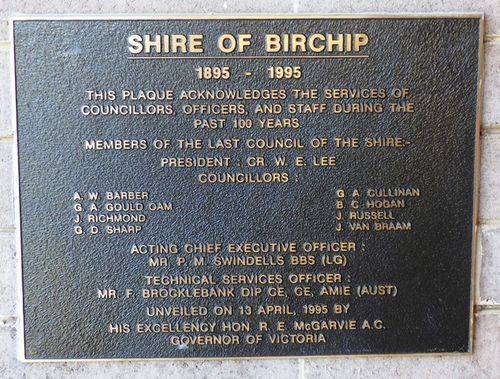 SHIRE OF BIRCHIP
1895 - 1995
THIS PLAQUE ACKNOWLEDGES THE SERVICES OF
COUNCILLORS, OFFICERS, AND STAFF DURING THE
PAST 100 YEARS.
MEMBERS OF THE LAST COUNCIL OF THE SHIRE:-
PRESIDENT : CR. W. E. LEE
COUNCILLORS :
A. W. BARBER
G. A. GOULD OAM
J. RICHMOND
G. D. SHARP
G. A. CULLINAN
B. C. HOGAN
J. RUSSELL
J. VAN BRAAM
ACTING CHIEF EXECUTIVE OFFICER :
MR. P. M. SWINDELLS BBS (LG)
TECHNICAL SERVICES OFFICER :
MR. F. BROCKLEBANK DIP CE, CE, AMIE (AUST)
UNVEILED ON 13 APRIL, 1995 BY
HIS EXCELLENCY HON. R. E. McGARVIE A.C.
GOVERNOR OF VICTORIA